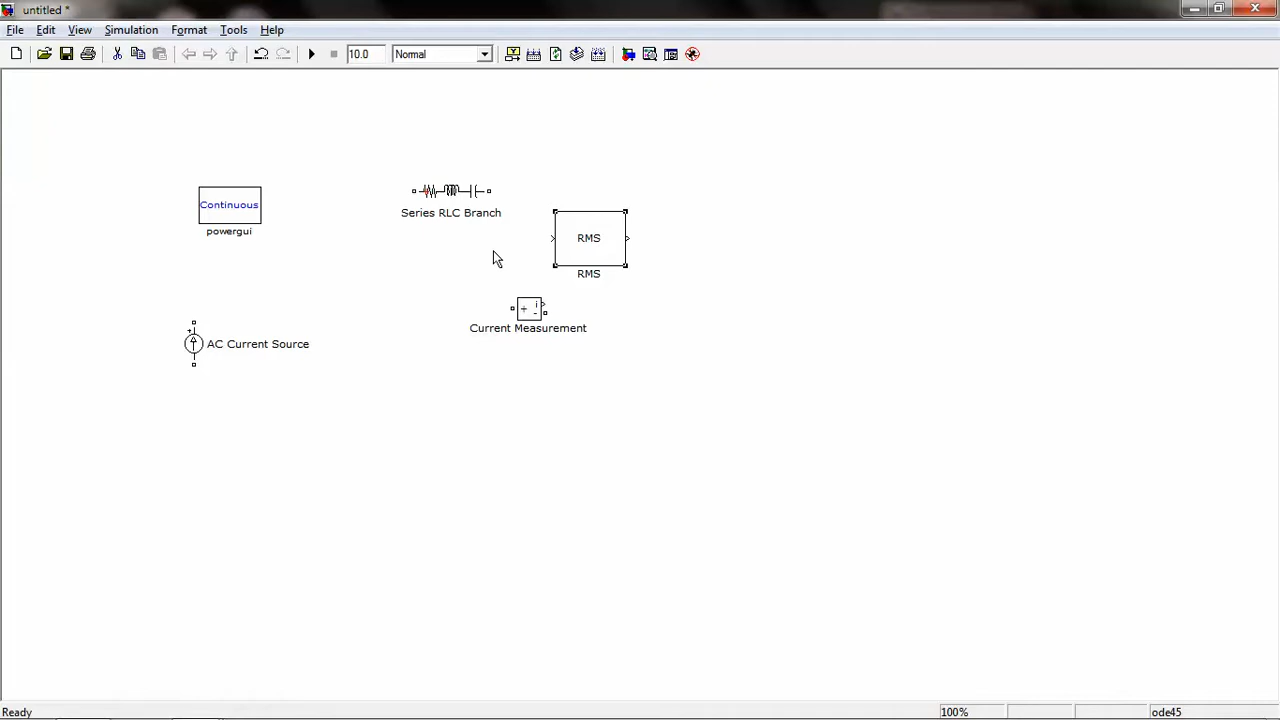 untitled *
File Edit View Simulation Format Tools Help
10.0 Normal
Continuous
powergui
Series RLC Branch
RMS
RMS
+ i
-
Current Measurement
+
AC Current Source
Ready 100% ode45